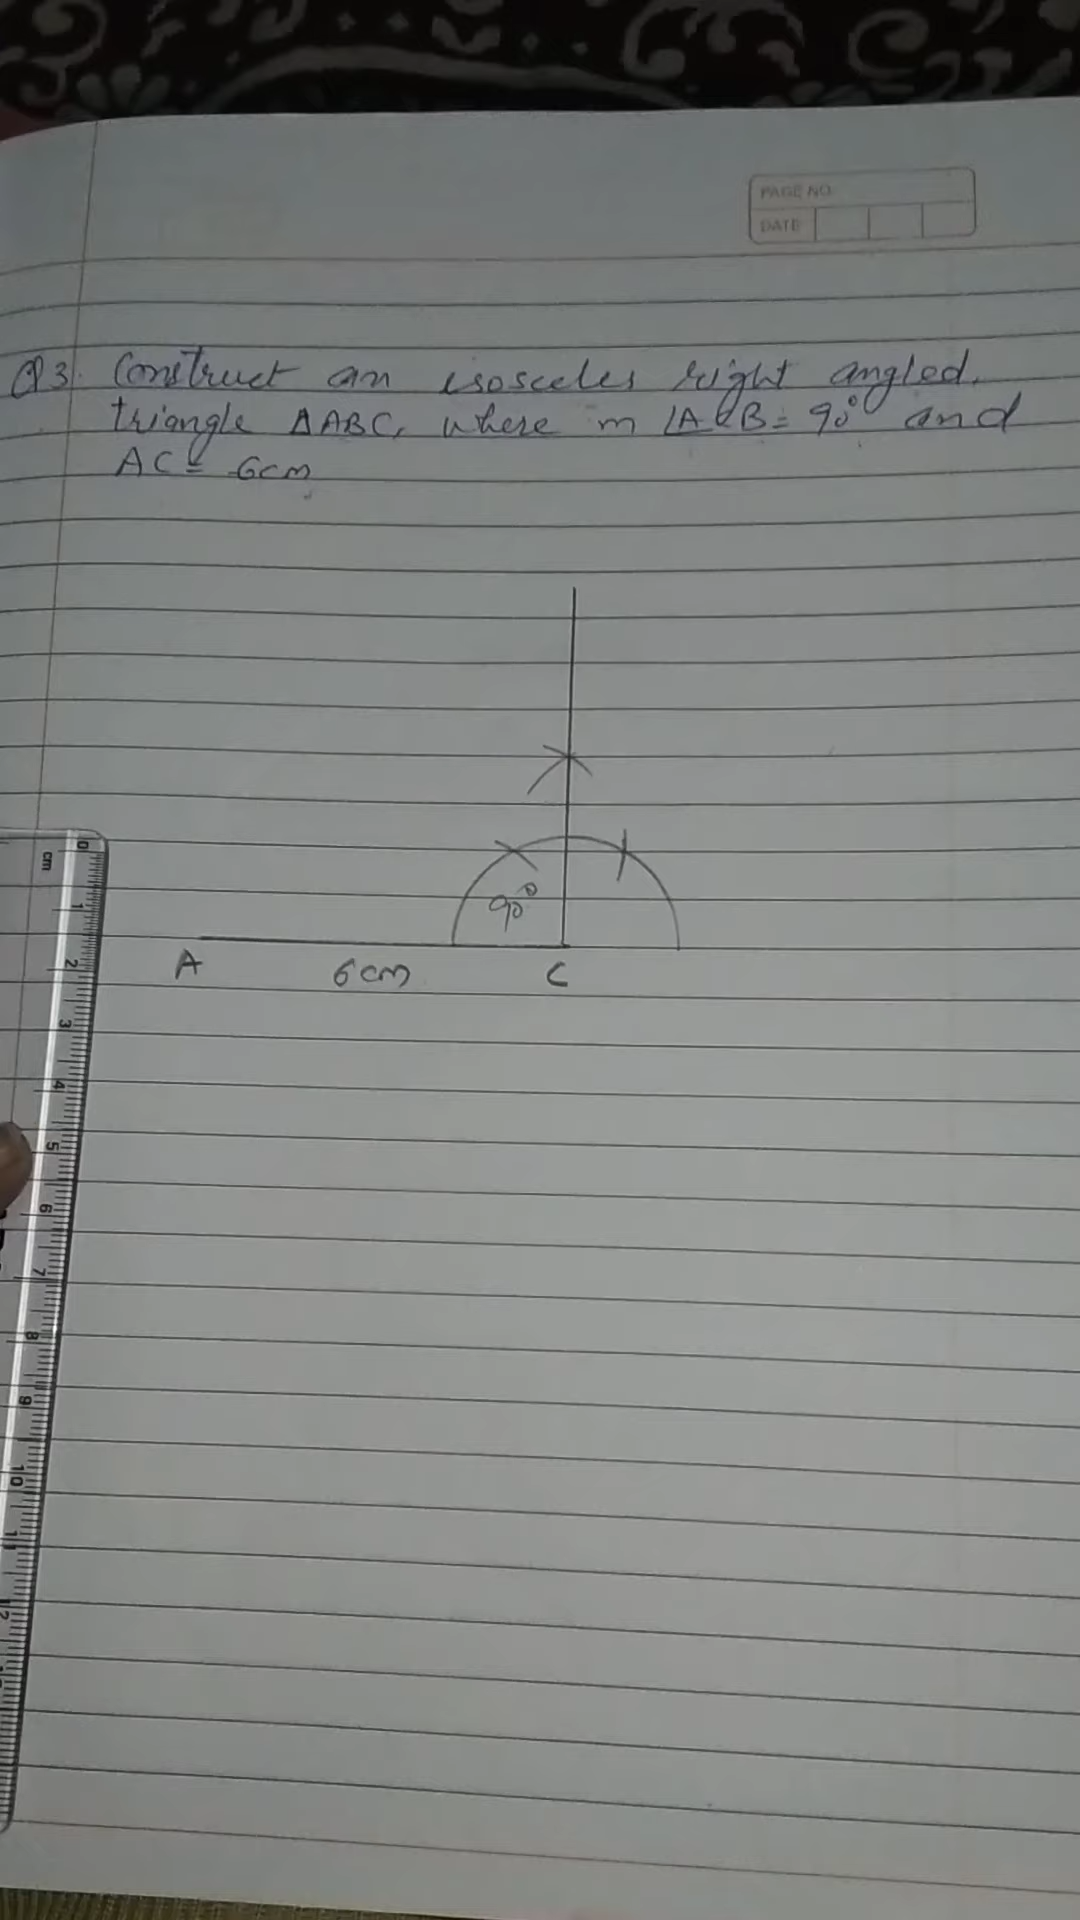 PAGE NO.
DATE
Q3. Construct an isosceles right angled
triangle ΔABC, where m ∠ACB = 90° and
AC = 6cm
90°
A 6cm C
cm
0
1
2
3
4
5
6
7
8
9
10
11
12